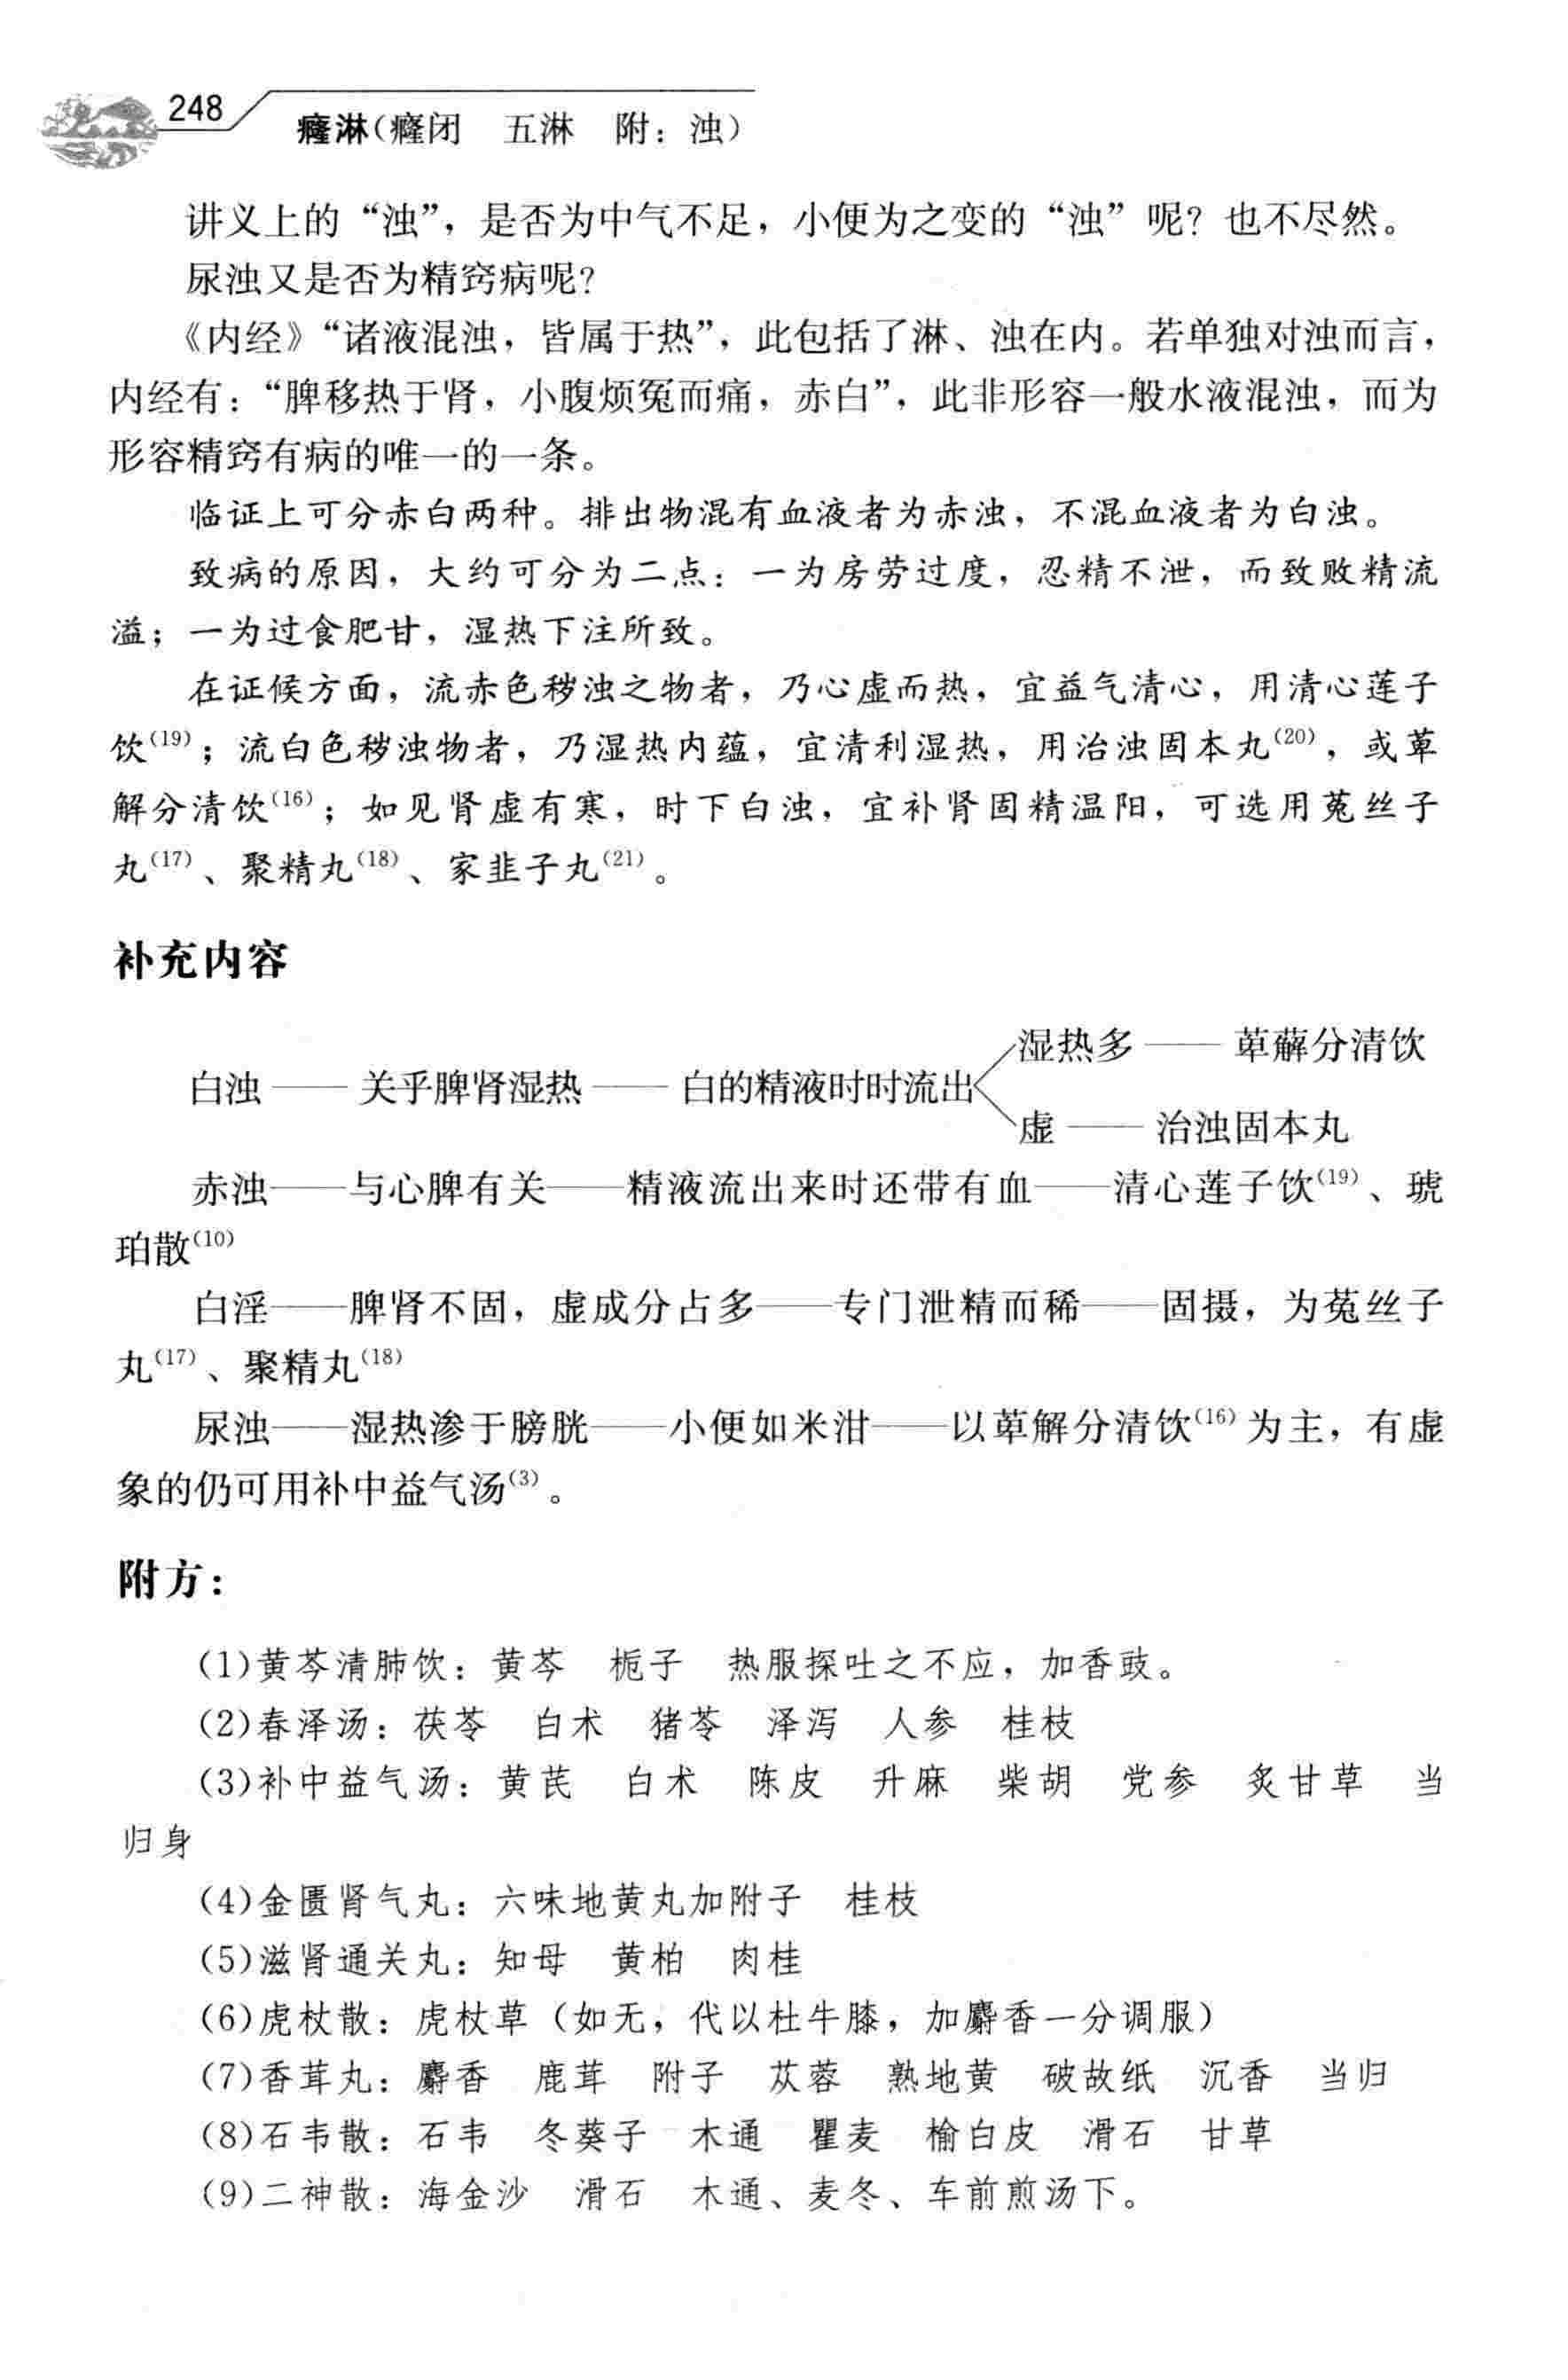 248
癃淋(癃闭 五淋 附：浊)
讲义上的“浊”，是否为中气不足，小便为之变的“浊”呢？也不尽然。
尿浊又是否为精窍病呢？
《内经》“诸液混浊，皆属于热”，此包括了淋、浊在内。若单独对浊而言，
内经有：“脾移热于肾，小腹烦冤而痛，赤白”，此非形容一般水液混浊，而为
形容精窍有病的唯一的一条。
临证上可分赤白两种。排出物混有血液者为赤浊，不混血液者为白浊。
致病的原因，大约可分为二点：一为房劳过度，忍精不泄，而致败精流
溢；一为过食肥甘，湿热下注所致。
在证候方面，流赤色秽浊之物者，乃心虚而热，宜益气清心，用清心莲子
饮(19)；流白色秽浊物者，乃湿热内蕴，宜清利湿热，用治浊固本丸(20)，或萆
解分清饮(16)；如见肾虚有寒，时下白浊，宜补肾固精温阳，可选用菟丝子
丸(17)、聚精丸(18)、家韭子丸(21)。
补充内容
湿热多——萆薢分清饮
白浊——关乎脾肾湿热——白的精液时时流出
虚——治浊固本丸
赤浊——与心脾有关——精液流出来时还带有血——清心莲子饮(19)、琥
珀散(10)
白淫——脾肾不固，虚成分占多——专门泄精而稀——固摄，为菟丝子
丸(17)、聚精丸(18)
尿浊——湿热渗于膀胱——小便如米泔——以萆解分清饮(16)为主，有虚
象的仍可用补中益气汤(3)。
附方：
(1)黄芩清肺饮：黄芩 栀子 热服探吐之不应，加香豉。
(2)春泽汤：茯苓 白术 猪苓 泽泻 人参 桂枝
(3)补中益气汤：黄芪 白术 陈皮 升麻 柴胡 党参 炙甘草 当
归身
(4)金匮肾气丸：六味地黄丸加附子 桂枝
(5)滋肾通关丸：知母 黄柏 肉桂
(6)虎杖散：虎杖草（如无，代以杜牛膝，加麝香一分调服）
(7)香茸丸：麝香 鹿茸 附子 苁蓉 熟地黄 破故纸 沉香 当归
(8)石韦散：石韦 冬葵子 木通 瞿麦 榆白皮 滑石 甘草
(9)二神散：海金沙 滑石 木通、麦冬、车前煎汤下。